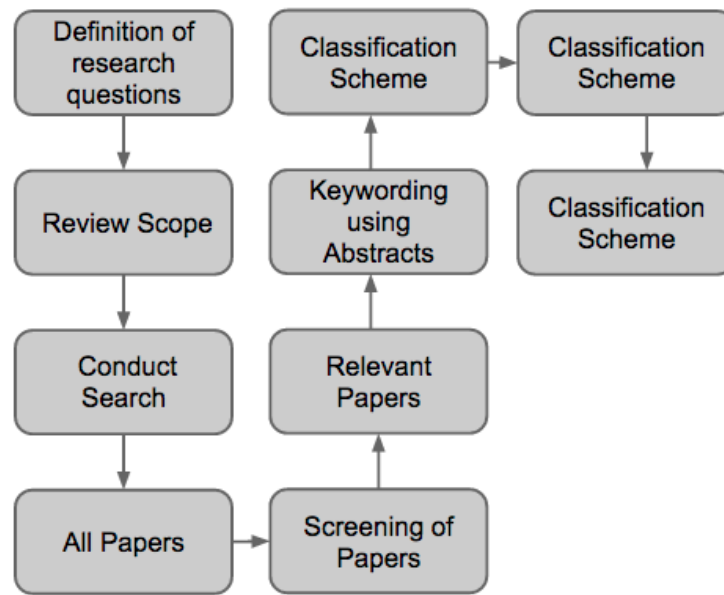 Definition of
research
questions
Review Scope
Conduct
Search
All Papers
Screening of
Papers
Relevant
Papers
Keywording
using
Abstracts
Classification
Scheme
Classification
Scheme
Classification
Scheme